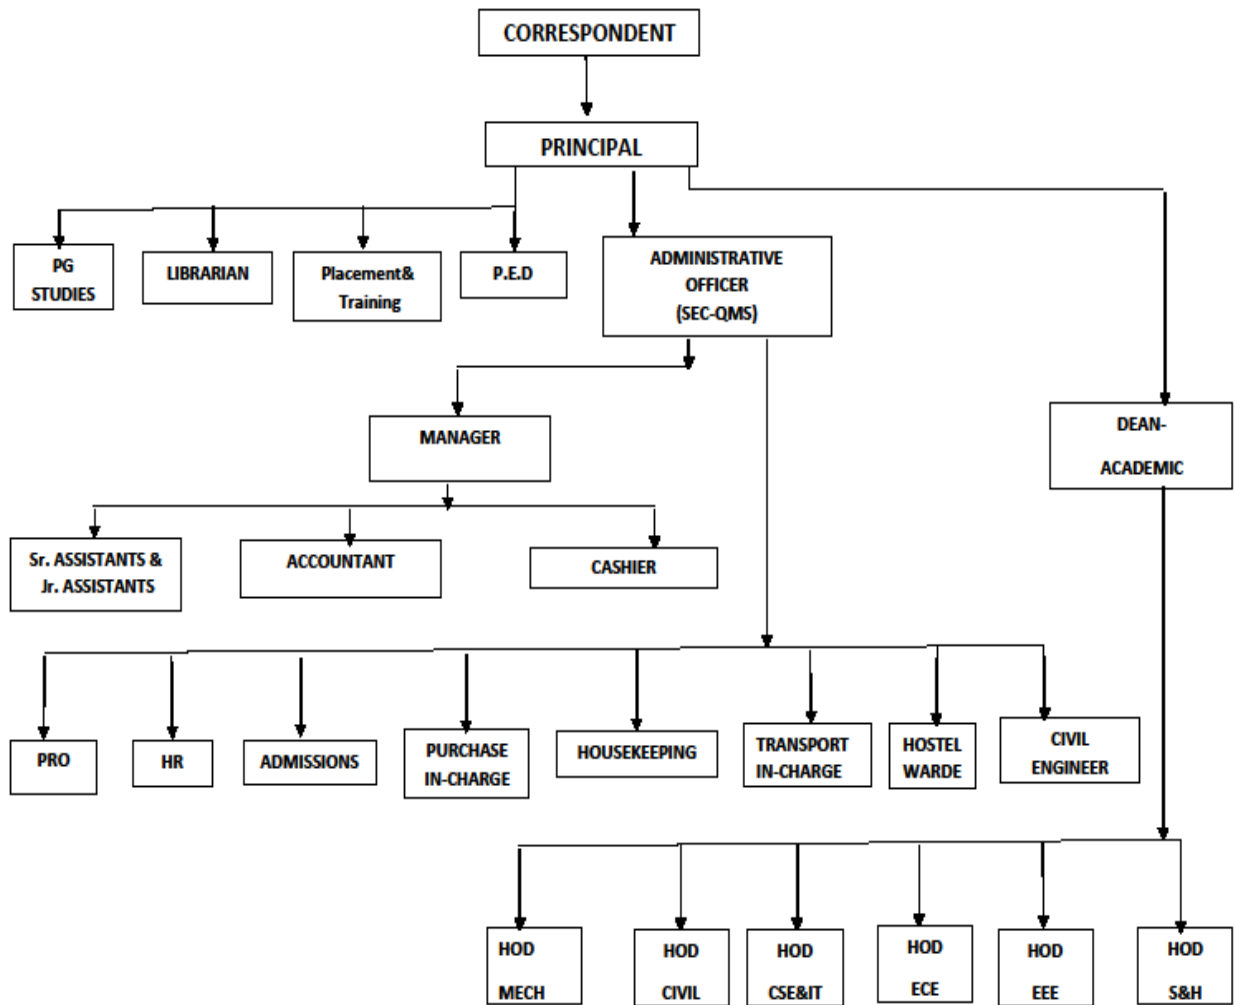 CORRESPONDENT
PRINCIPAL
PG
STUDIES
LIBRARIAN
Placement&
Training
P.E.D
ADMINISTRATIVE
OFFICER
(SEC-QMS)
MANAGER
DEAN-
ACADEMIC
Sr. ASSISTANTS &
Jr. ASSISTANTS
ACCOUNTANT
CASHIER
PRO
HR
ADMISSIONS
PURCHASE
IN-CHARGE
HOUSEKEEPING
TRANSPORT
IN-CHARGE
HOSTEL
WARDE
CIVIL
ENGINEER
HOD
MECH
HOD
CIVIL
HOD
CSE&IT
HOD
ECE
HOD
EEE
HOD
S&H